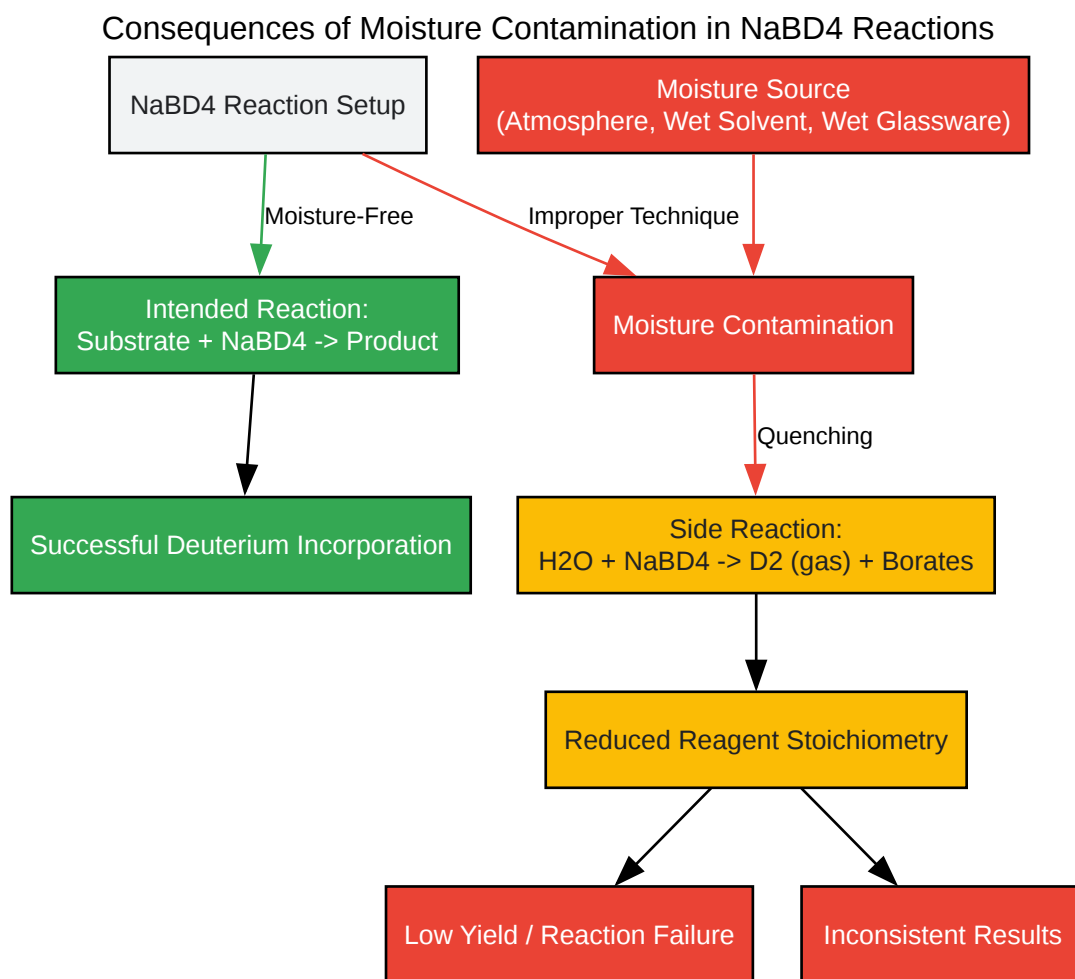 Consequences of Moisture Contamination in NaBD4 Reactions
NaBD4 Reaction Setup
Moisture Source
(Atmosphere, Wet Solvent, Wet Glassware)
Moisture-Free
Improper Technique
Intended Reaction:
Substrate + NaBD4 -> Product
Moisture Contamination
Quenching
Successful Deuterium Incorporation
Side Reaction:
H2O + NaBD4 -> D2 (gas) + Borates
Reduced Reagent Stoichiometry
Low Yield / Reaction Failure
Inconsistent Results